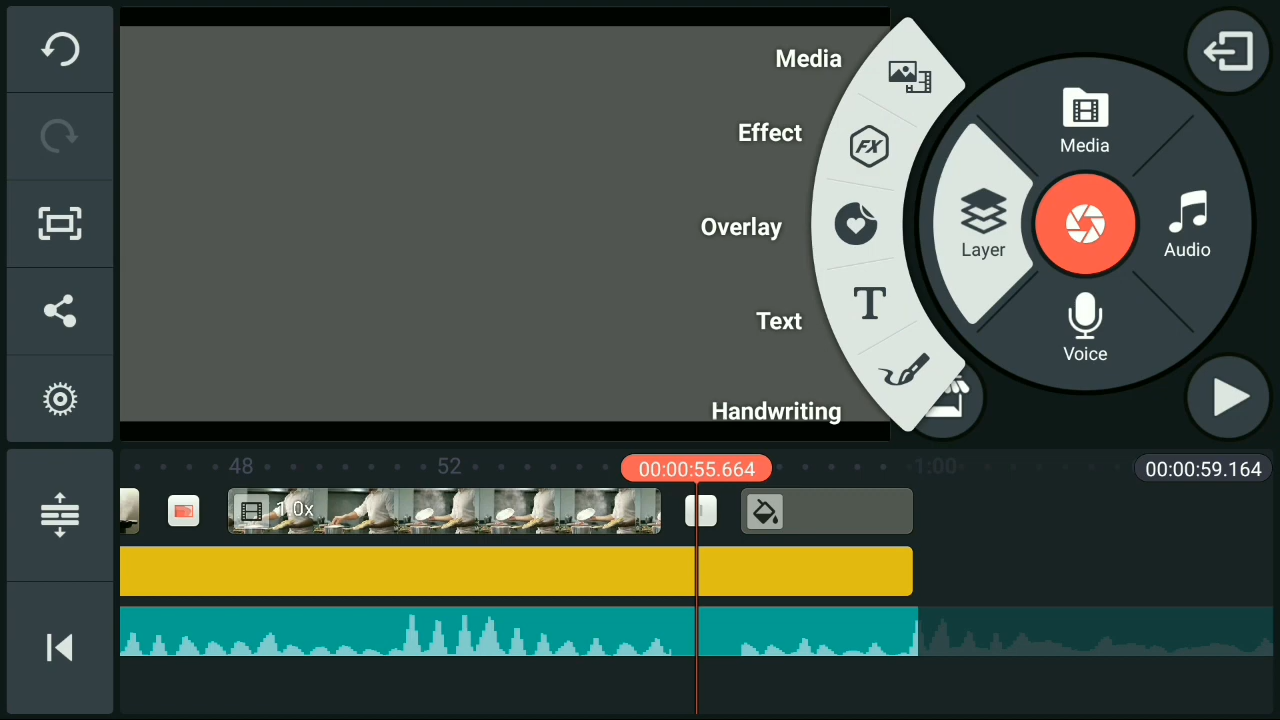 Media
Effect
Overlay
Text
Handwriting
FX
T
Media
Layer
Audio
Voice
48
52
00:00:55.664
1:00
00:00:59.164
1.0x